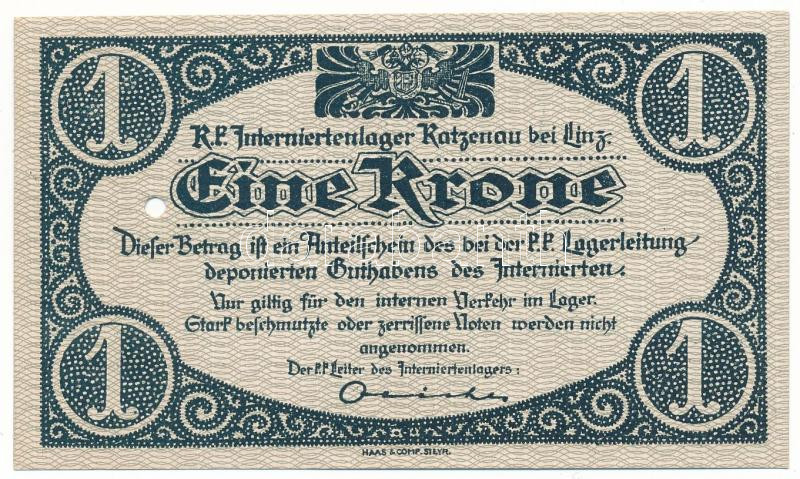 1 1
K.k. Interniertenlager Katzenau bei Linz.
Eine Krone
Dieser Betrag ist ein Anteilschein des bei der k.k. Lagerleitung
deponierten Guthabens des Internierten.
Nur giltig für den internen Verkehr im Lager.
Stark beschmutzte oder zerrissene Noten werden nicht
angenommen.
Der k.k. Leiter des Interniertenlagers:
1 1
HAAS & COMP. STEYR.